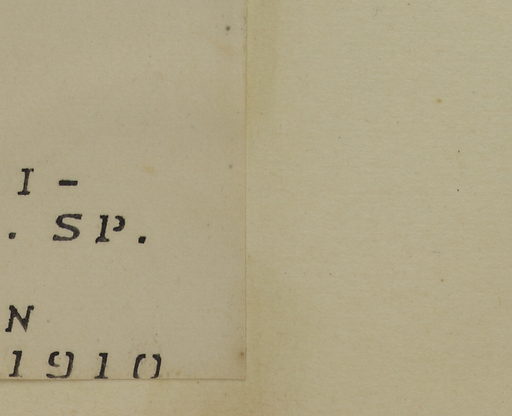 I-
. SP.
N
1910